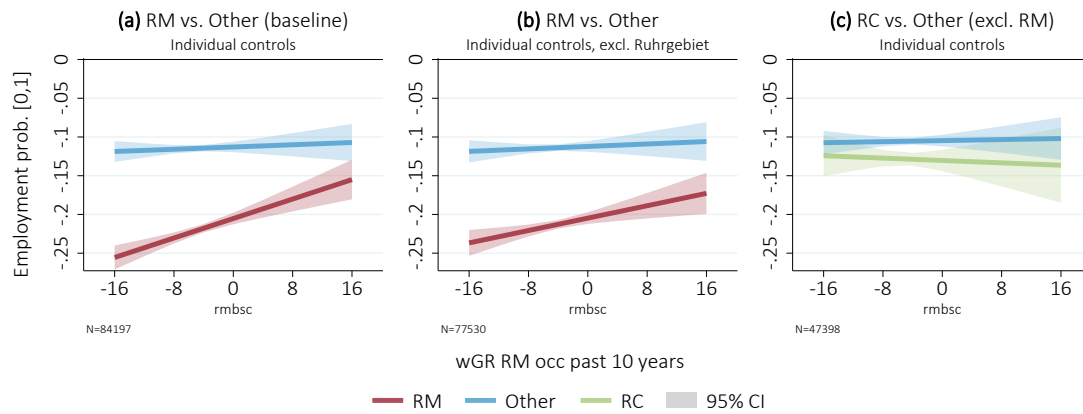 (a) RM vs. Other (baseline)
Individual controls
(b) RM vs. Other
Individual controls, excl. Ruhrgebiet
(c) RC vs. Other (excl. RM)
Individual controls
Employment prob. [0,1]
0
-.05
-.1
-.15
-.2
-.25
-16 -8 0 8 16
rmbsc
N=84197
0
-.05
-.1
-.15
-.2
-.25
-16 -8 0 8 16
rmbsc
N=77530
0
-.05
-.1
-.15
-.2
-.25
-16 -8 0 8 16
rmbsc
N=47398
wGR RM occ past 10 years
RM Other RC 95% CI